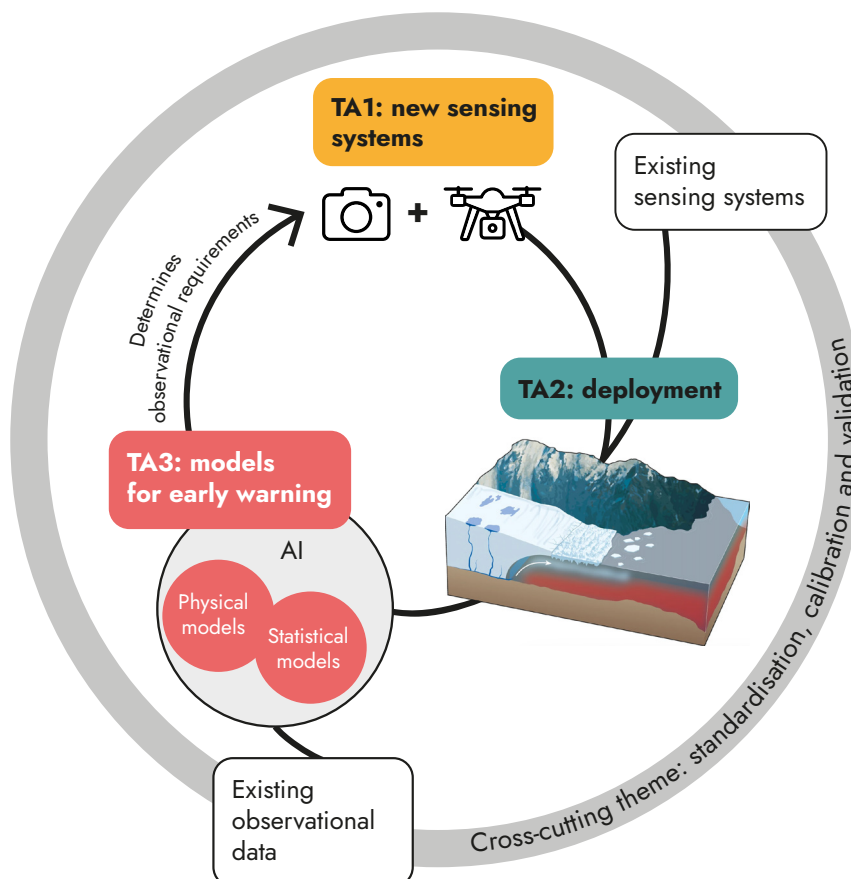 TA1: new sensing
systems
Existing
sensing systems
Determines
observational requirements
TA2: deployment
TA3: models
for early warning
AI
Physical
models
Statistical
models
Existing
observational
data
Cross-cutting theme: standardisation, calibration and validation